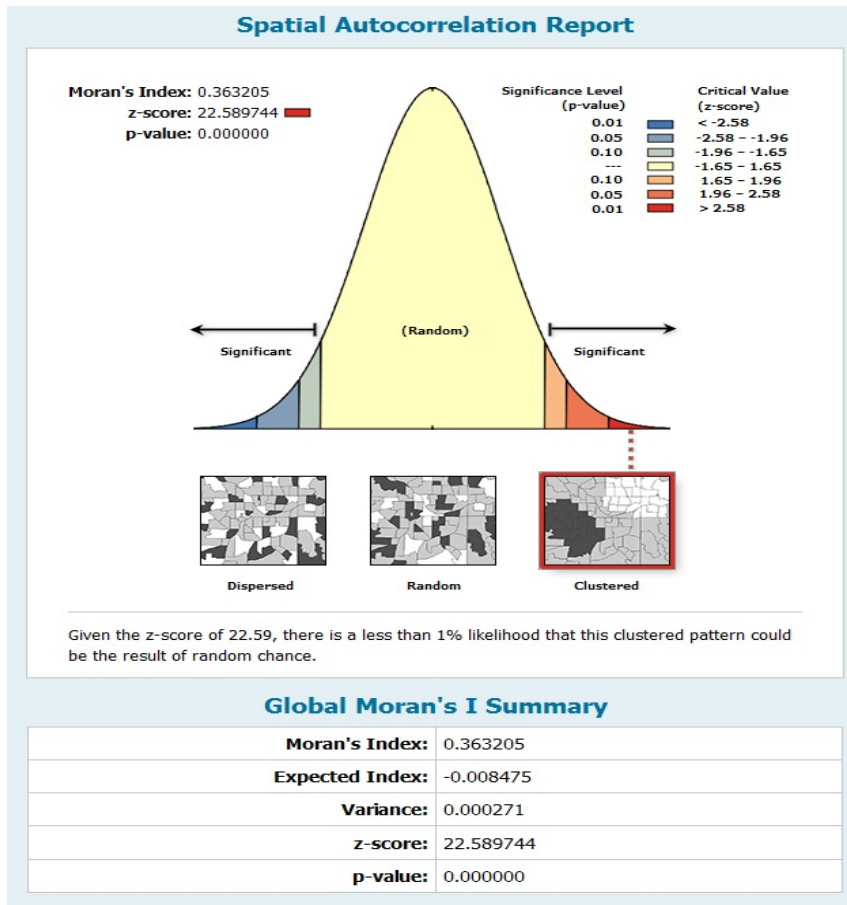 Spatial Autocorrelation Report
Moran's Index: 0.363205
z-score: 22.589744
p-value: 0.000000
Significance Level
(p-value)
Critical Value
(z-score)
0.01 < -2.58
0.05 -2.58 – -1.96
0.10 -1.96 – -1.65
--- -1.65 – 1.65
0.10 1.65 – 1.96
0.05 1.96 – 2.58
0.01 > 2.58
(Random)
Significant
Significant
Dispersed
Random
Clustered
Given the z-score of 22.59, there is a less than 1% likelihood that this clustered pattern could
be the result of random chance.
Global Moran's I Summary
Moran's Index: 0.363205
Expected Index: -0.008475
Variance: 0.000271
z-score: 22.589744
p-value: 0.000000